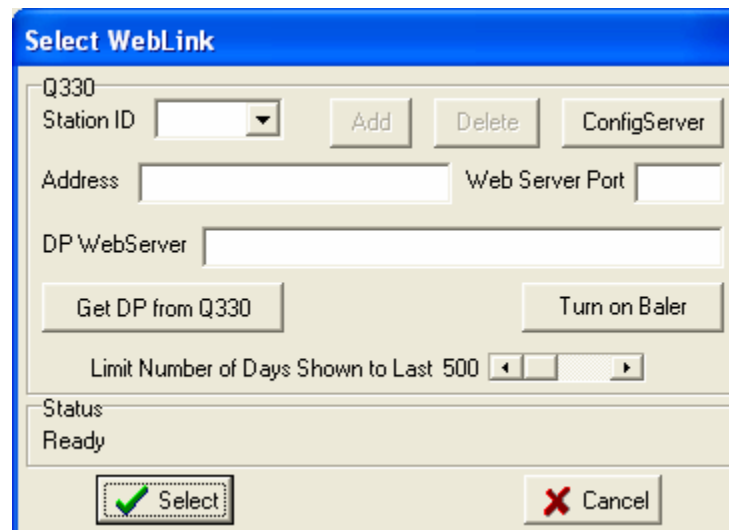 Select WebLink
Q330
Station ID Add Delete ConfigServer
Address Web Server Port
DP WebServer
Get DP from Q330 Turn on Baler
Limit Number of Days Shown to Last 500
Status
Ready
Select Cancel